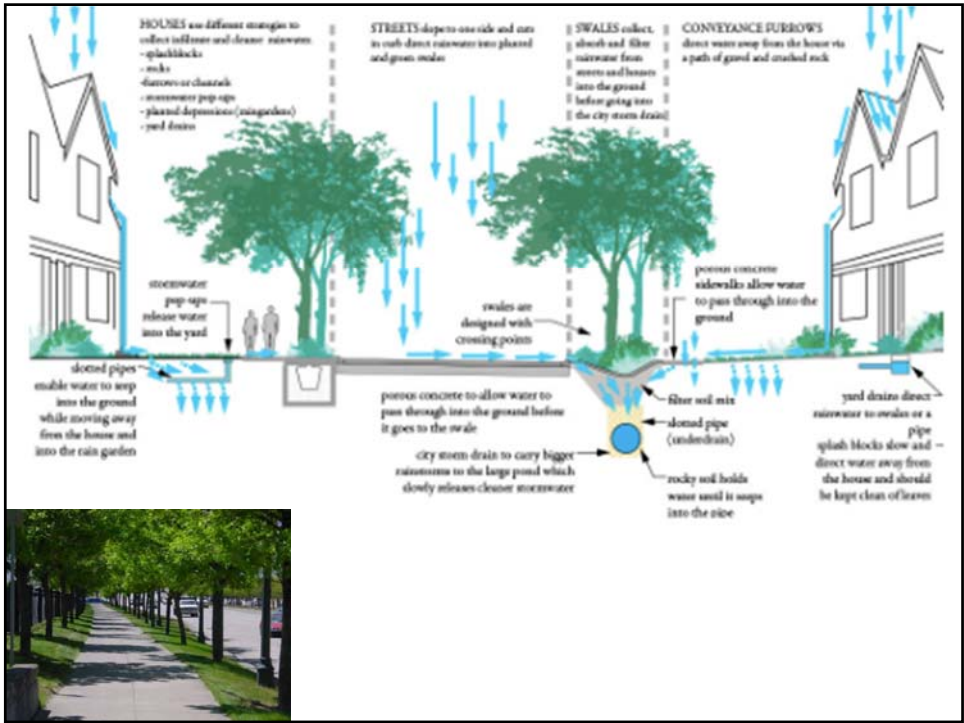 HOUSES use different strategies to
collect infiltrate and cleanse rainwater:
- splashblocks
- rocks
-furrows or channels
- stormwater pop-ups
- planted depressions (raingardens)
- yard drains
STREETS slope to one side and cuts
in curb direct rainwater into planted
and green swales
SWALES collect,
absorb and filter
rainwater from
streets and houses
into the ground
before going into
the city storm drain
CONVEYANCE FURROWS
direct water away from the house via
a path of gravel and crushed rock
stormwater
pop-ups
release water
into the yard
swales are
designed with
crossing points
porous concrete
sidewalks allow water
to pass through into the
ground
slotted pipes
enable water to seep
into the ground
while moving away
from the house and
into the rain garden
porous concrete to allow water to
pass through into the ground before
it goes to the swale
city storm drain to carry bigger
rainstorms to the large pond which
slowly releases cleaner stormwater
filter soil mix
slotted pipe
(underdrain)
rocky soil holds
water until it seeps
into the pipe
yard drains direct
rainwater to swales or a
pipe
splash blocks slow and
direct water away from
the house and should
be kept clean of leaves